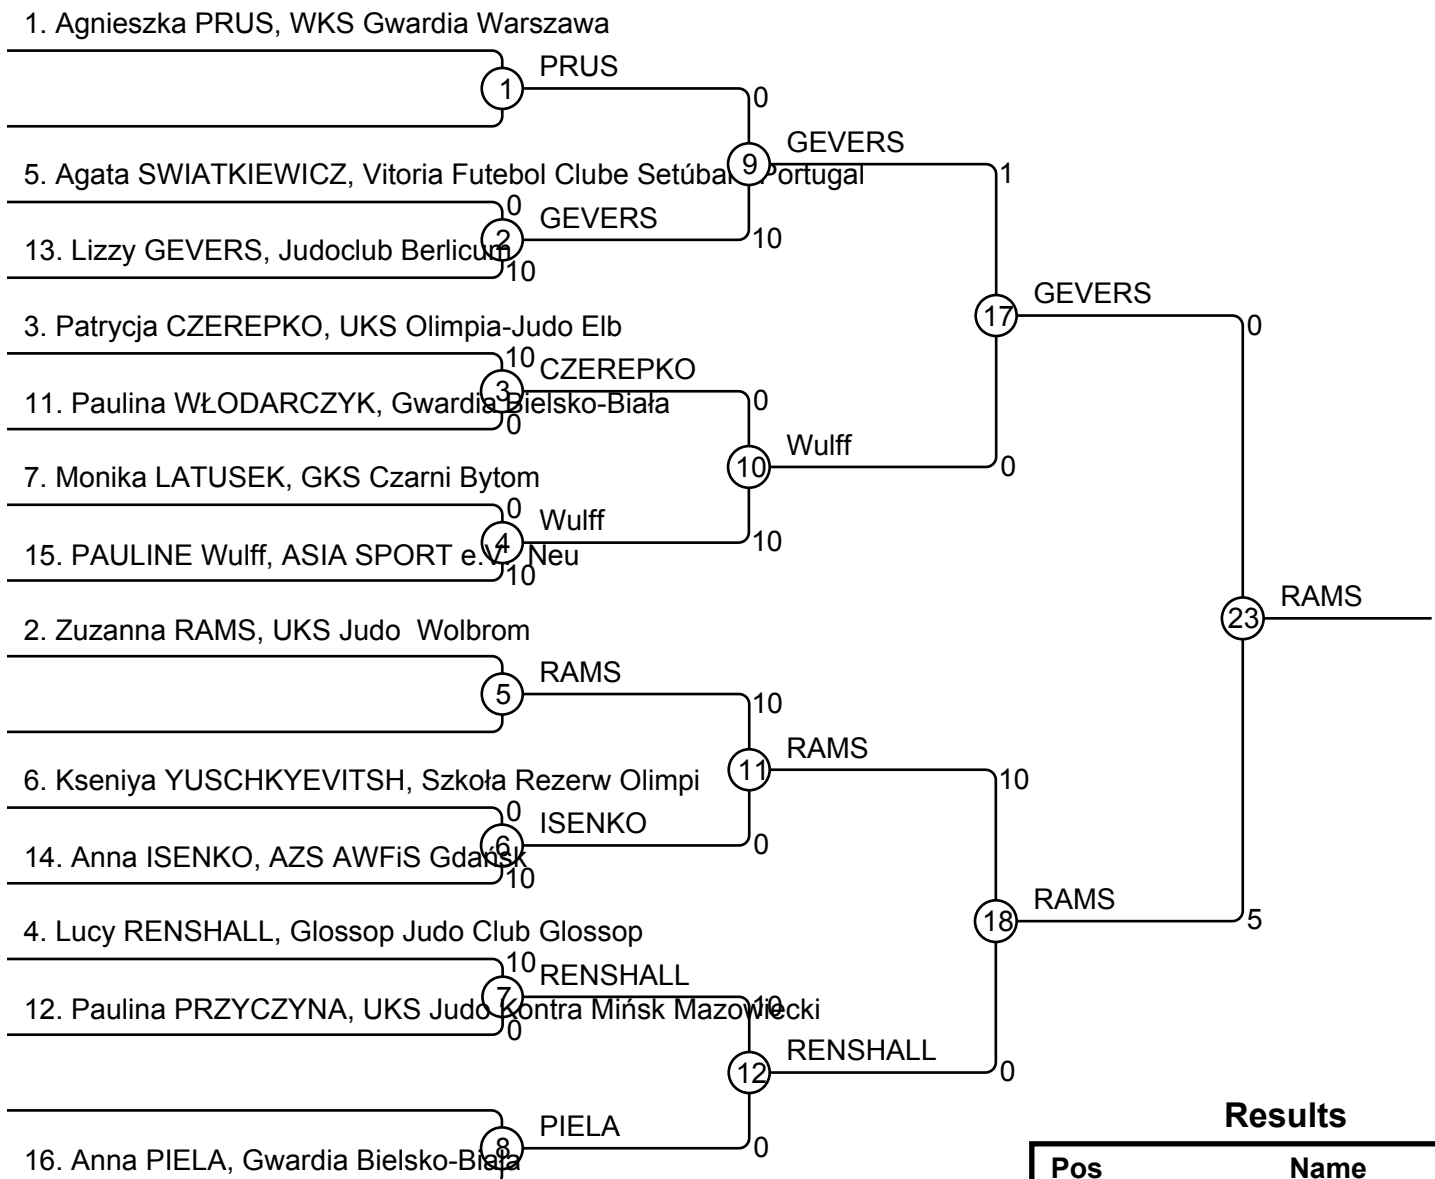 1. Agnieszka PRUS, WKS Gwardia Warszawa
PRUS
1
0
GEVERS
9
1
5. Agata SWIATKIEWICZ, Vitoria Futebol Clube Setúbal Portugal
0
GEVERS
2
10
13. Lizzy GEVERS, Judoclub Berlicum
10
GEVERS
17
0
3. Patrycja CZEREPKO, UKS Olimpia-Judo Elb
10
CZEREPKO
3
0
11. Paulina WŁODARCZYK, Gwardia Bielsko-Biała
0
Wulff
10
0
7. Monika LATUSEK, GKS Czarni Bytom
0
Wulff
4
10
15. PAULINE Wulff, ASIA SPORT e.V. Neu
10
RAMS
23
2. Zuzanna RAMS, UKS Judo  Wolbrom
RAMS
5
10
RAMS
11
10
6. Kseniya YUSCHKYEVITSH, Szkoła Rezerw Olimpi
0
ISENKO
6
0
14. Anna ISENKO, AZS AWFiS Gdańsk
10
RAMS
18
5
4. Lucy RENSHALL, Glossop Judo Club Glossop
10
RENSHALL
7
10
12. Paulina PRZYCZYNA, UKS Judo Kontra Mińsk Mazowiecki
0
RENSHALL
12
0
PIELA
8
0
16. Anna PIELA, Gwardia Bielsko-Biała
Results
Pos Name